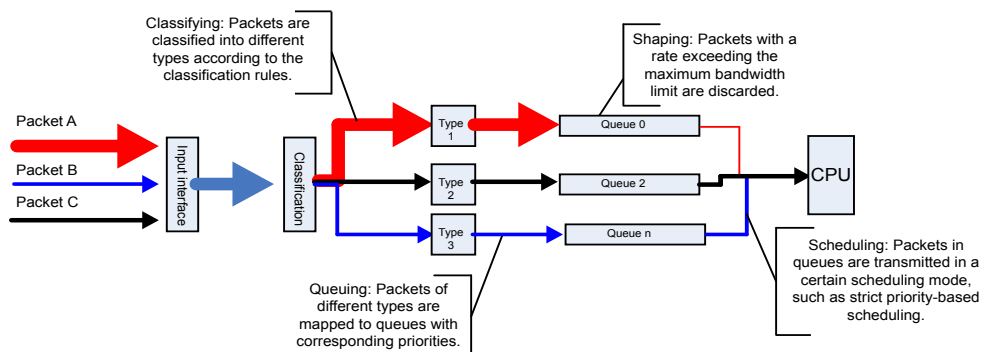 Classifying: Packets are
classified into different
types according to the
classification rules.
Shaping: Packets with a
rate exceeding the
maximum bandwidth
limit are discarded.
Packet A
Packet B
Packet C
Input interface
Classification
Type
1
Queue 0
Type
2
Queue 2
Type
3
Queue n
CPU
Queuing: Packets of
different types are
mapped to queues with
corresponding priorities.
Scheduling: Packets in
queues are transmitted in a
certain scheduling mode,
such as strict priority-based
scheduling.